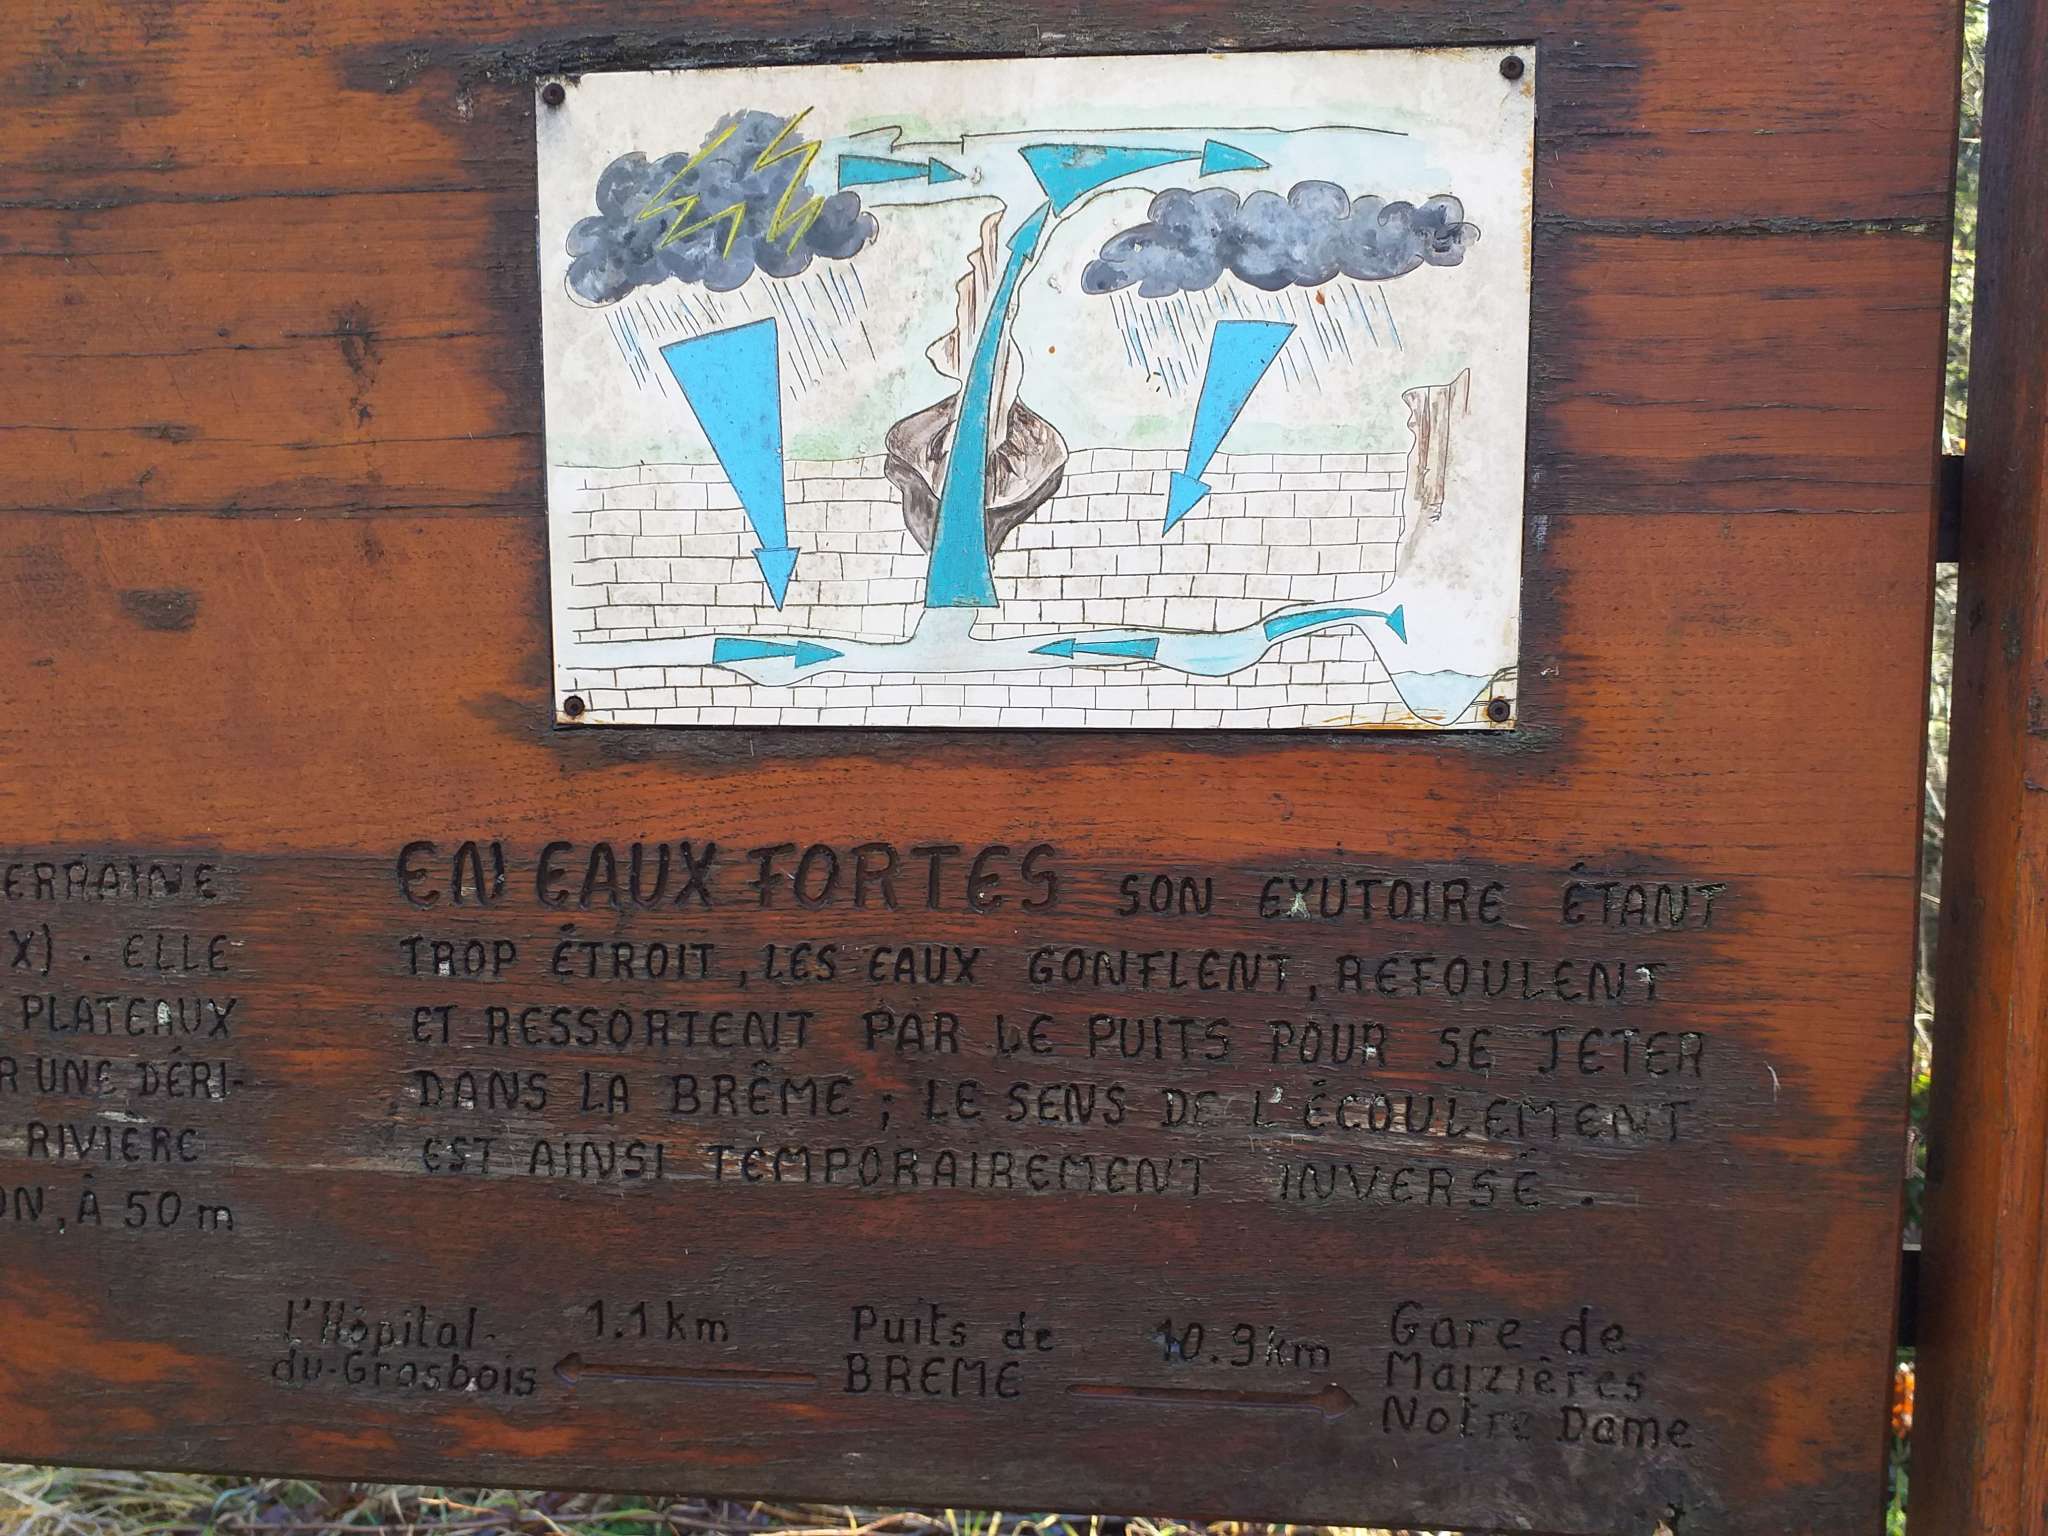 ERRAINE
X). ELLE
PLATEAUX
R UNE DÉRI-
RIVIERE
ON, À 50 m
EN EAUX FORTES SON EXUTOIRE ÉTANT
TROP ÉTROIT, LES EAUX GONFLENT, REFOULENT
ET RESSORTENT PAR LE PUITS POUR SE JETER
DANS LA BRÊME ; LE SENS DE L'ÉCOULEMENT
EST AINSI TEMPORAIREMENT INVERSÉ.
L'Hôpital-
du-Grosbois
1.1 km
Puits de
BREME
10.9 km
Gare de
Maizières
Notre Dame